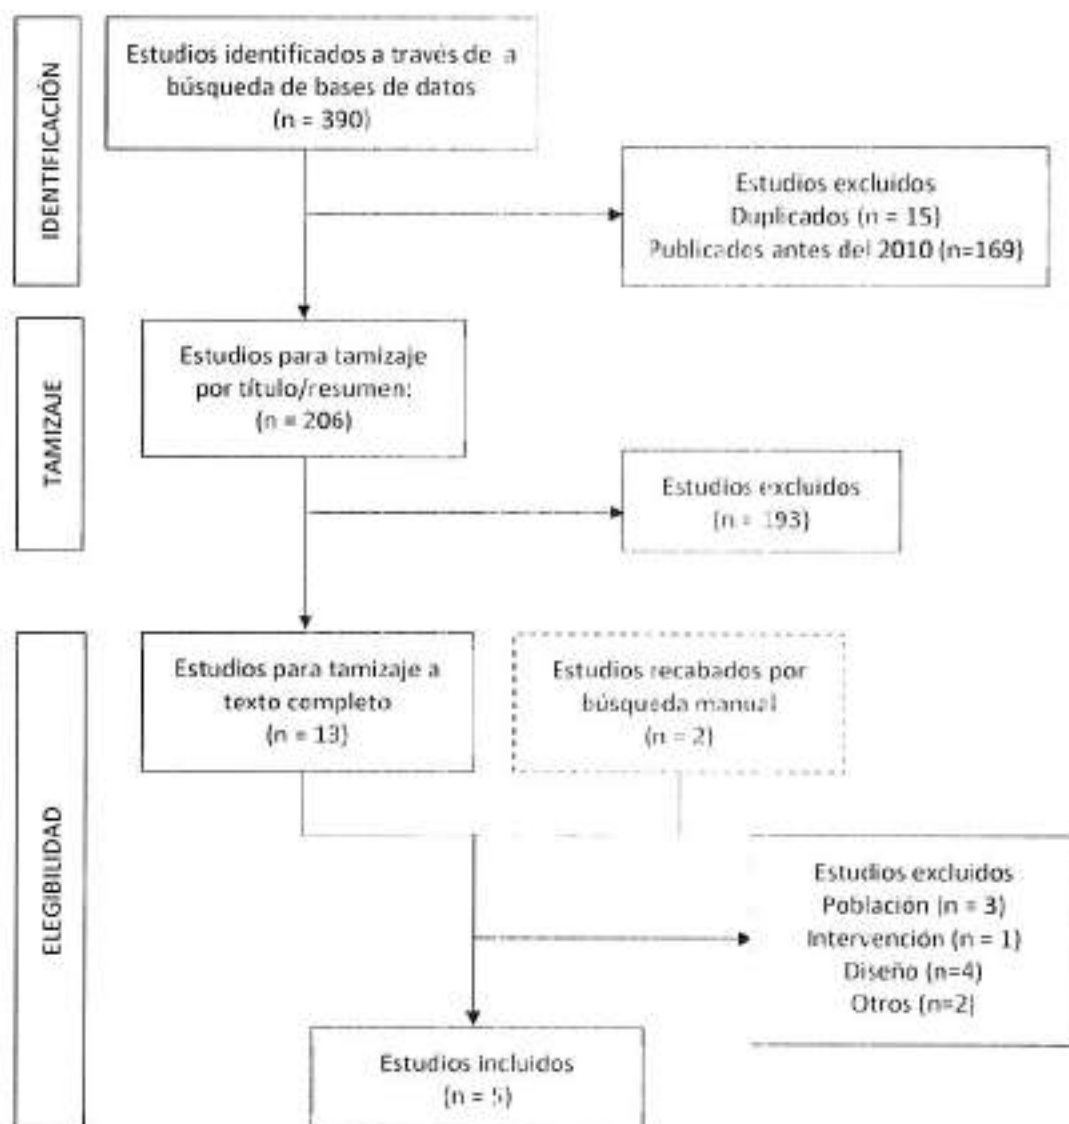 IDENTIFICACIÓN
Estudios identificados a través de a
búsqueda de bases de datos
(n = 390)
Estudios excluidos
Duplicados (n = 15)
Publicados antes del 2010 (n=169)
TAMIZAJE
Estudios para tamizaje
por título/resumen:
(n = 206)
Estudios excluidos
(n = 193)
ELEGIBILIDAD
Estudios para tamizaje a
texto completo
(n = 13)
Estudios recabados por
búsqueda manual
(n = 2)
Estudios excluidos
Población (n = 3)
Intervención (n = 1)
Diseño (n=4)
Otros (n=2)
Estudios incluidos
(n = 5)